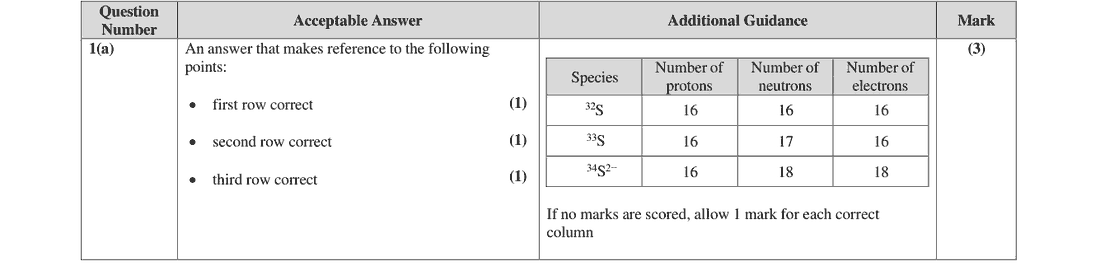 Question Number | Acceptable Answer | Additional Guidance | Mark
1(a)
An answer that makes reference to the following
points:
• first row correct (1)
• second row correct (1)
• third row correct (1)
Species | Number of protons | Number of neutrons | Number of electrons
³²S | 16 | 16 | 16
³³S | 16 | 17 | 16
³⁴S²⁻ | 16 | 18 | 18
If no marks are scored, allow 1 mark for each correct
column
(3)